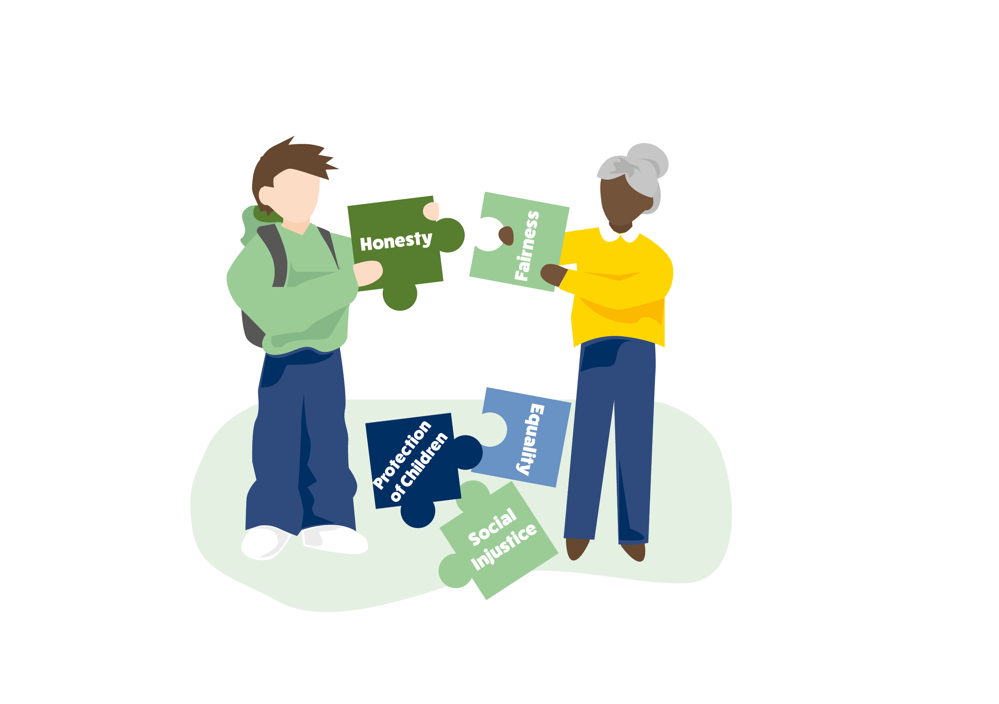 Honesty
Fairness
Equality
Protection
of Children
Social
Injustice